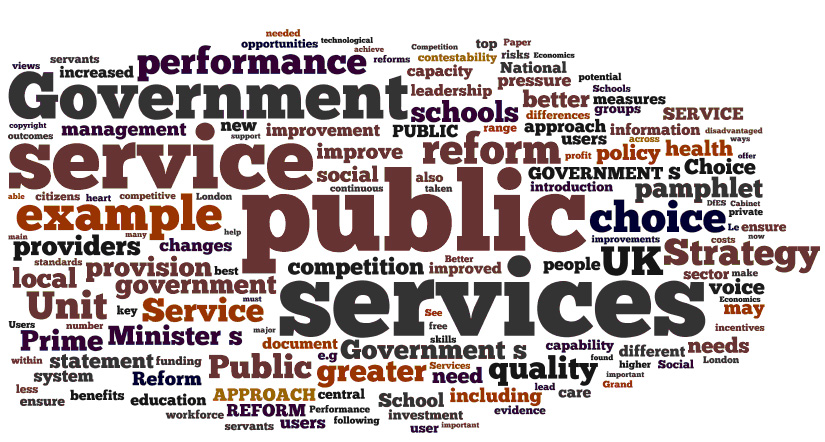 needed
opportunities technological
achieve
Competition top Paper
views servants performance reforms contestability risks Economics
increased capacity National
pressure potential
Government leadership better Schools
measures
schools differences groups SERVICE
copyright management new improvement PUBLIC range approach information disadvantaged
outcomes support users across ways
service improve reform profit policy health offer
social also GOVERNMENT s Choice
continuous taken introduction pamphlet
able citizens heart competitive London DfES Cabinet
example public choice private
main many help Le ensure
providers changes improvements costs now
standards Better people UK Strategy
local provision best competition improved sector make
government services voice
Unit key Service must Economics
See may
Users number major free incentives
Prime Minister s skills
document Government s capability different needs
within statement funding e.g found London
system Public greater Services need quality higher Social
Reform important
less lead Grand
ensure benefits education APPROACH central School including care
workforce REFORM Performance investment evidence
servants users following user important